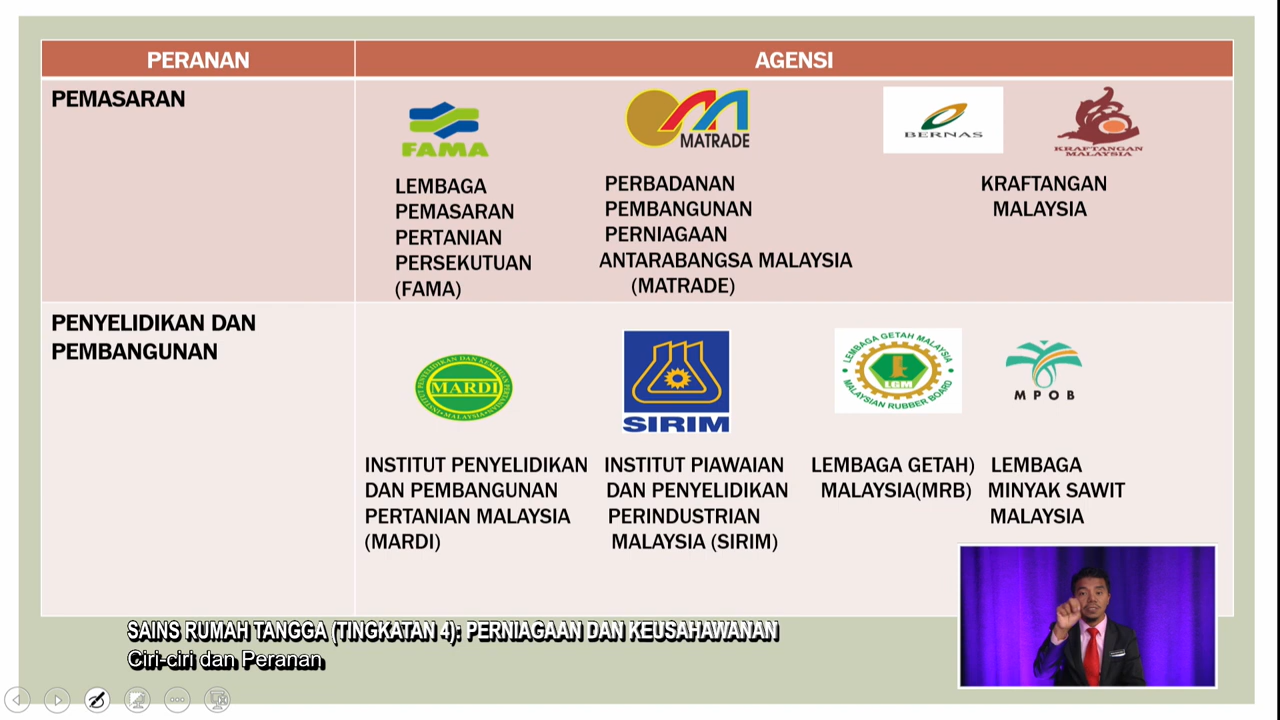 PERANAN
AGENSI
PEMASARAN
FAMA
MATRADE
BERNAS
KRAFTANGAN
MALAYSIA
LEMBAGA
PEMASARAN
PERTANIAN
PERSEKUTUAN
(FAMA)
PERBADANAN
PEMBANGUNAN
PERNIAGAAN
ANTARABANGSA MALAYSIA
(MATRADE)
KRAFTANGAN
MALAYSIA
PENYELIDIKAN DAN
PEMBANGUNAN
MARDI
SIRIM
LEMBAGA GETAH MALAYSIA
LGM
MALAYSIAN RUBBER BOARD
MPOB
INSTITUT PENYELIDIKAN
DAN PEMBANGUNAN
PERTANIAN MALAYSIA
(MARDI)
INSTITUT PIAWAIAN
DAN PENYELIDIKAN
PERINDUSTRIAN
MALAYSIA (SIRIM)
LEMBAGA GETAH)
MALAYSIA(MRB)
LEMBAGA
MINYAK SAWIT
MALAYSIA
SAINS RUMAH TANGGA (TINGKATAN 4): PERNIAGAAN DAN KEUSAHAWANAN
Ciri-ciri dan Peranan